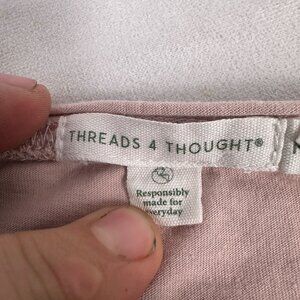 THREADS 4 THOUGHT®
Responsibly
made for
everyday